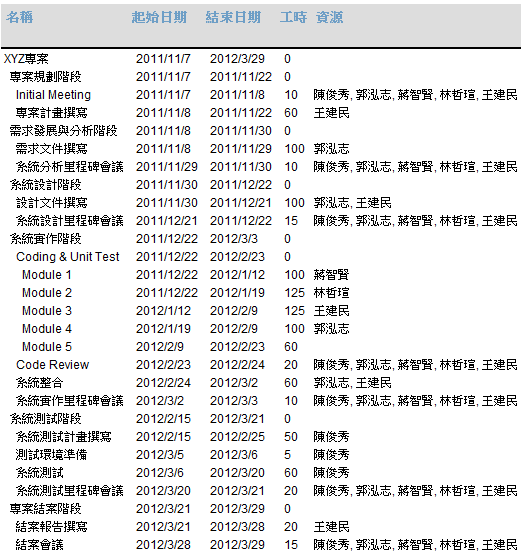 名稱 起始日期 結束日期 工時 資源
XYZ專案 2011/11/7 2012/3/29 0
專案規劃階段 2011/11/7 2011/11/22 0
Initial Meeting 2011/11/7 2011/11/8 10 陳俊秀, 郭泓志, 蔣智賢, 林哲瑄, 王建民
專案計畫撰寫 2011/11/8 2011/11/22 60 王建民
需求發展與分析階段 2011/11/8 2011/11/30 0
需求文件撰寫 2011/11/8 2011/11/29 100 郭泓志
系統分析里程碑會議 2011/11/29 2011/11/30 10 陳俊秀, 郭泓志, 蔣智賢, 林哲瑄, 王建民
系統設計階段 2011/11/30 2011/12/22 0
設計文件撰寫 2011/11/30 2011/12/21 100 郭泓志, 王建民
系統設計里程碑會議 2011/12/21 2011/12/22 15 陳俊秀, 郭泓志, 蔣智賢, 林哲瑄, 王建民
系統實作階段 2011/12/22 2012/3/3 0
Coding & Unit Test 2011/12/22 2012/2/23 0
Module 1 2011/12/22 2012/1/12 100 蔣智賢
Module 2 2011/12/22 2012/1/19 125 林哲瑄
Module 3 2012/1/12 2012/2/9 125 王建民
Module 4 2012/1/19 2012/2/9 100 郭泓志
Module 5 2012/2/9 2012/2/23 60
Code Review 2012/2/23 2012/2/24 20 陳俊秀, 郭泓志, 蔣智賢, 林哲瑄, 王建民
系統整合 2012/2/24 2012/3/2 60 郭泓志, 王建民
系統實作里程碑會議 2012/3/2 2012/3/3 10 陳俊秀, 郭泓志, 蔣智賢, 林哲瑄, 王建民
系統測試階段 2012/2/15 2012/3/21 0
系統測試計畫撰寫 2012/2/15 2012/2/25 50 陳俊秀
測試環境準備 2012/3/5 2012/3/6 5 陳俊秀
系統測試 2012/3/6 2012/3/20 60 陳俊秀
系統測試里程碑會議 2012/3/20 2012/3/21 20 陳俊秀, 郭泓志, 蔣智賢, 林哲瑄, 王建民
專案結案階段 2012/3/21 2012/3/29 0
結案報告撰寫 2012/3/21 2012/3/28 20 王建民
結案會議 2012/3/28 2012/3/29 15 陳俊秀, 郭泓志, 蔣智賢, 林哲瑄, 王建民